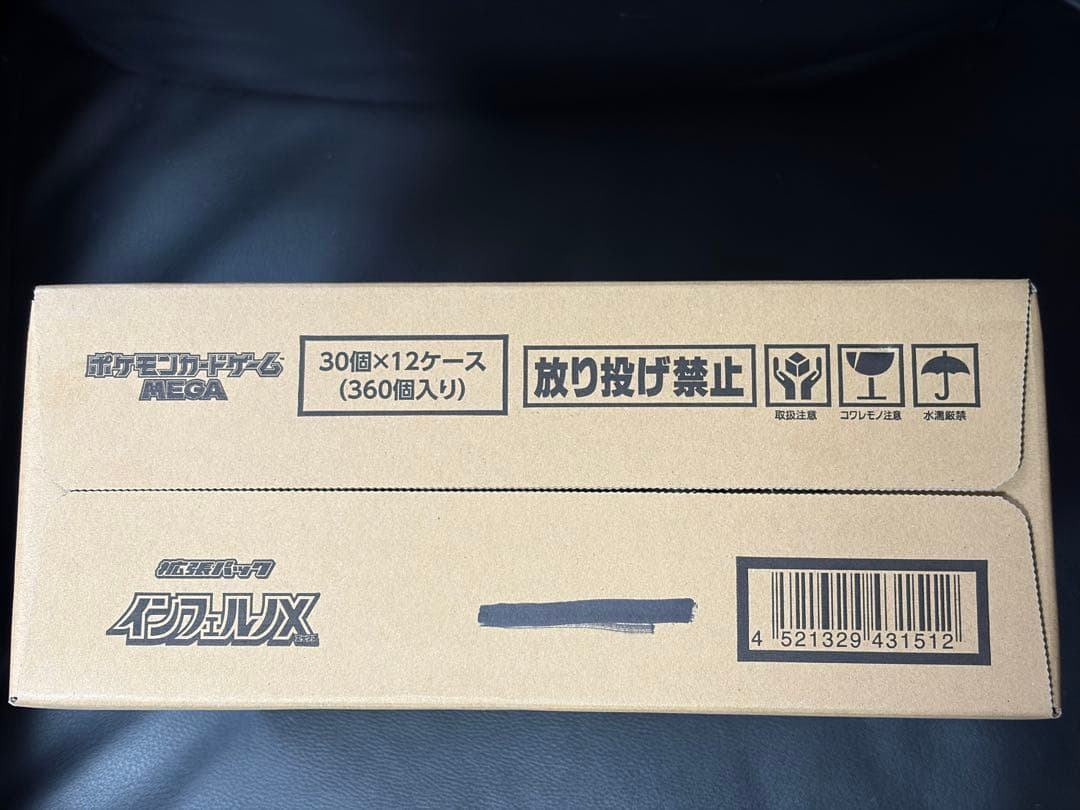 ポケモンカードゲーム
MEGA
30個×12ケース
(360個入り)
放り投げ禁止
取扱注意
コワレモノ注意
水濡厳禁
拡張パック
インフェルノX
4 521329 431512